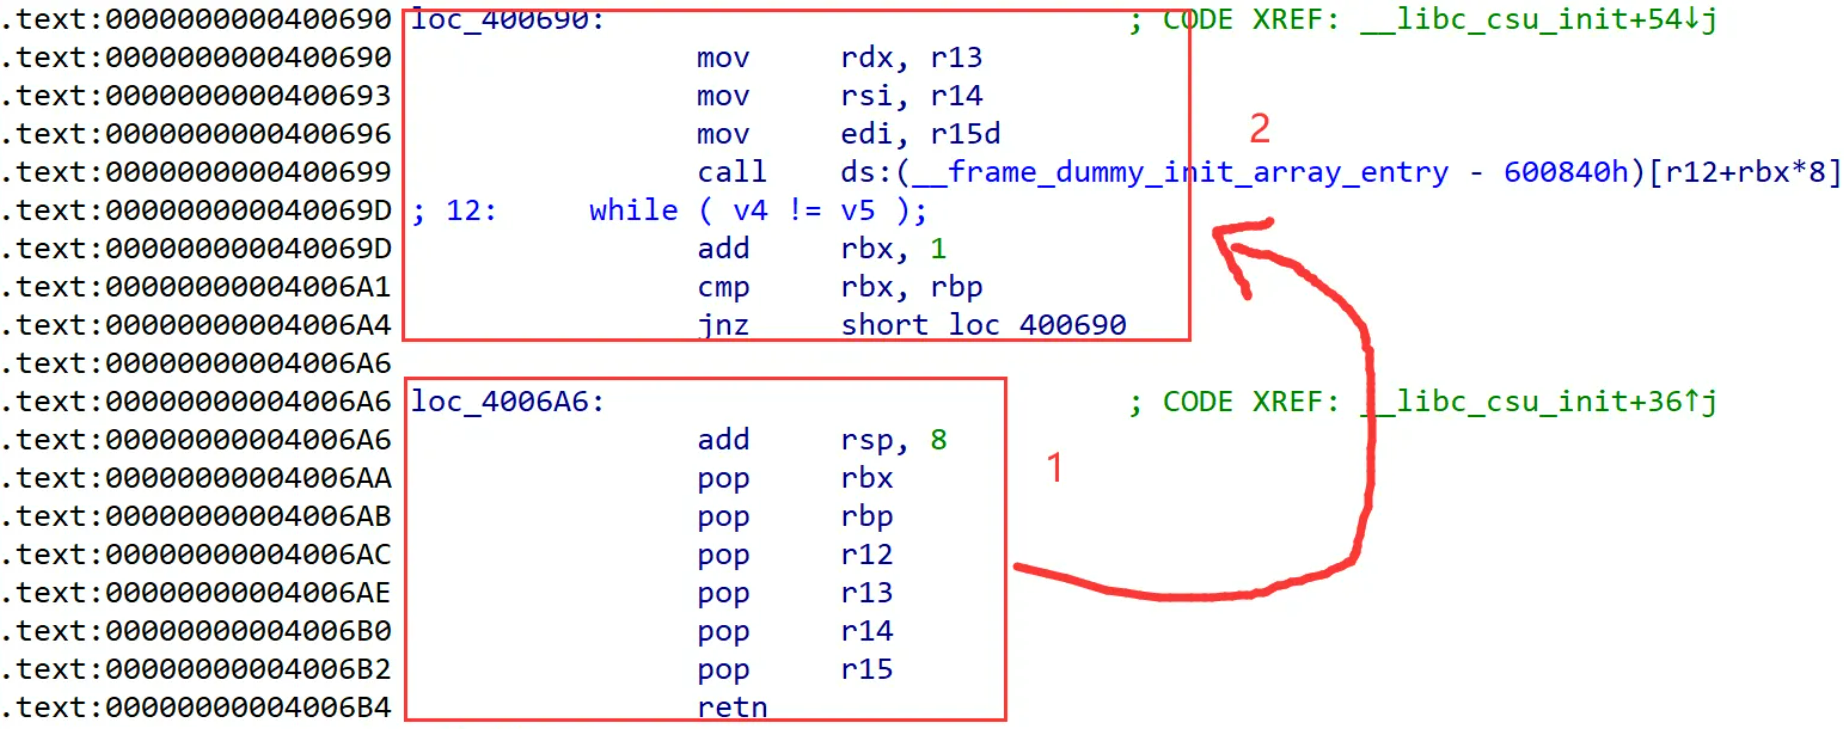 .text:0000000000400690 loc_400690: ; CODE XREF: __libc_csu_init+54↓j
.text:0000000000400690 mov rdx, r13
.text:0000000000400693 mov rsi, r14
.text:0000000000400696 mov edi, r15d
2
.text:0000000000400699 call ds:(__frame_dummy_init_array_entry - 600840h)[r12+rbx*8]
.text:000000000040069D ; 12: while ( v4 != v5 );
.text:000000000040069D add rbx, 1
.text:00000000004006A1 cmp rbx, rbp
.text:00000000004006A4 jnz short loc_400690
.text:00000000004006A6
.text:00000000004006A6 loc_4006A6: ; CODE XREF: __libc_csu_init+36↑j
.text:00000000004006A6 add rsp, 8
1
.text:00000000004006AA pop rbx
.text:00000000004006AB pop rbp
.text:00000000004006AC pop r12
.text:00000000004006AE pop r13
.text:00000000004006B0 pop r14
.text:00000000004006B2 pop r15
.text:00000000004006B4 retn